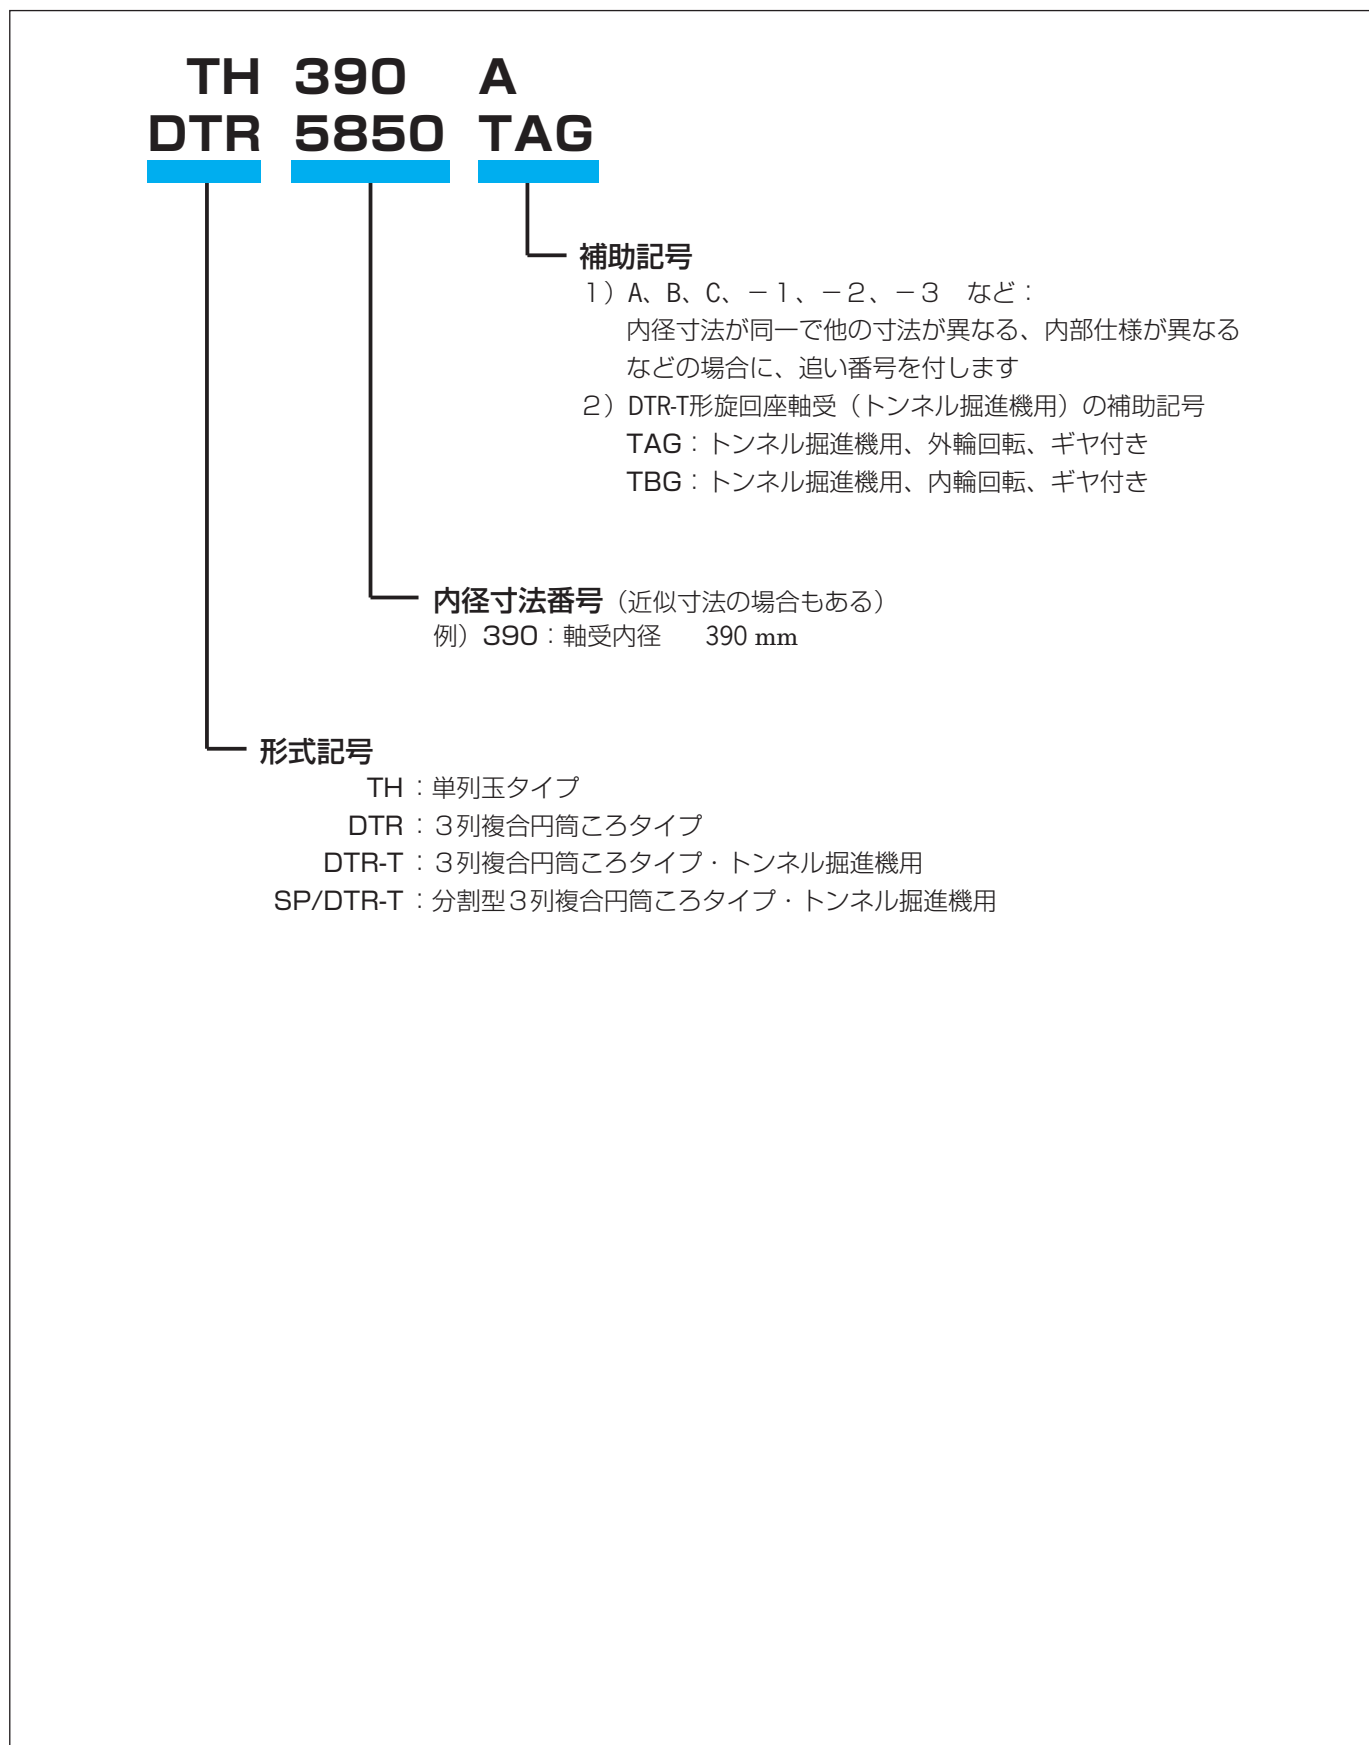 TH 390 A
DTR 5850 TAG
補助記号
1）A、B、C、－1、－2、－3　など：
内径寸法が同一で他の寸法が異なる、内部仕様が異なる
などの場合に、追い番号を付します
2）DTR-T形旋回座軸受（トンネル掘進機用）の補助記号
TAG：トンネル掘進機用、外輪回転、ギヤ付き
TBG：トンネル掘進機用、内輪回転、ギヤ付き
内径寸法番号（近似寸法の場合もある）
例）390：軸受内径　390 mm
形式記号
TH：単列玉タイプ
DTR：3列複合円筒ころタイプ
DTR-T：3列複合円筒ころタイプ・トンネル掘進機用
SP/DTR-T：分割型3列複合円筒ころタイプ・トンネル掘進機用